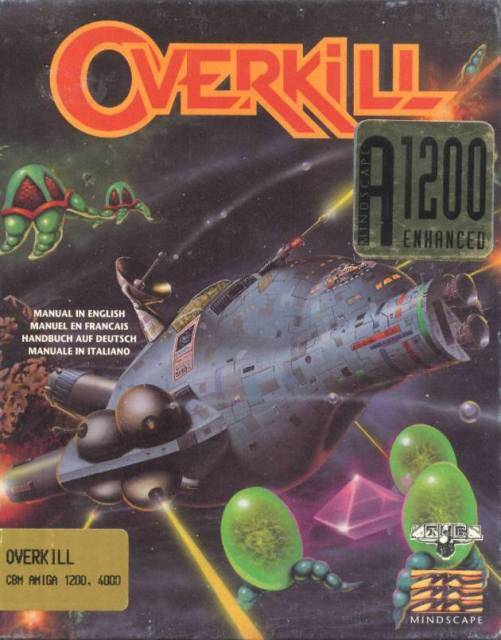 OVERKILL
MINDSCAPE
A1200
ENHANCED
MANUAL IN ENGLISH
MANUEL EN FRANCAIS
HANDBUCH AUF DEUTSCH
MANUALE IN ITALIANO
OVERKILL
CBM AMIGA 1200, 4000
MINDSCAPE